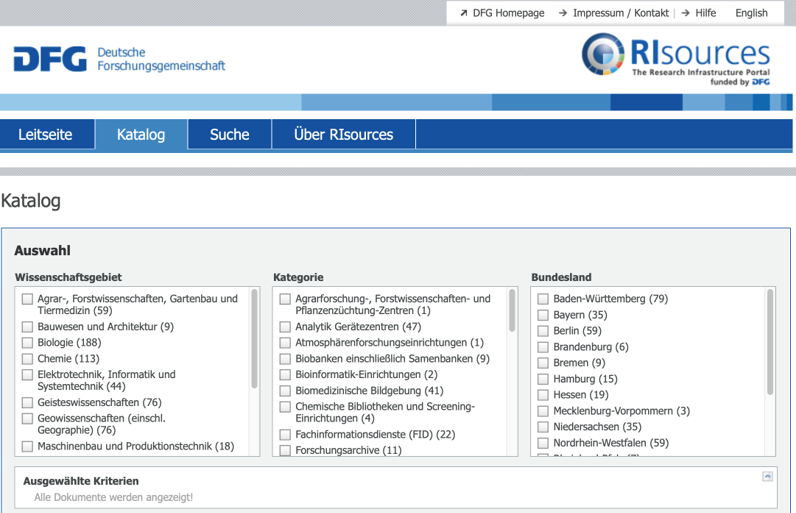 DFG Homepage Impressum / Kontakt Hilfe English
DFG Deutsche
Forschungsgemeinschaft
RIsources
The Research Infrastructure Portal
funded by DFG
Leitseite Katalog Suche Über RIsources
Katalog
Auswahl
Wissenschaftsgebiet
Agrar-, Forstwissenschaften, Gartenbau und
Tiermedizin (59)
Bauwesen und Architektur (9)
Biologie (188)
Chemie (113)
Elektrotechnik, Informatik und
Systemtechnik (44)
Geisteswissenschaften (76)
Geowissenschaften (einschl.
Geographie) (76)
Maschinenbau und Produktionstechnik (18)
Kategorie
Agrarforschung-, Forstwissenschaften- und
Pflanzenzüchtung-Zentren (1)
Analytik Gerätezentren (47)
Atmosphärenforschungseinrichtungen (1)
Biobanken einschließlich Samenbanken (9)
Bioinformatik-Einrichtungen (2)
Biomedizinische Bildgebung (41)
Chemische Bibliotheken und Screening-
Einrichtungen (4)
Fachinformationsdienste (FID) (22)
Forschungsarchive (11)
Bundesland
Baden-Württemberg (79)
Bayern (35)
Berlin (59)
Brandenburg (6)
Bremen (9)
Hamburg (15)
Hessen (19)
Mecklenburg-Vorpommern (3)
Niedersachsen (35)
Nordrhein-Westfalen (59)
Ausgewählte Kriterien
Alle Dokumente werden angezeigt!